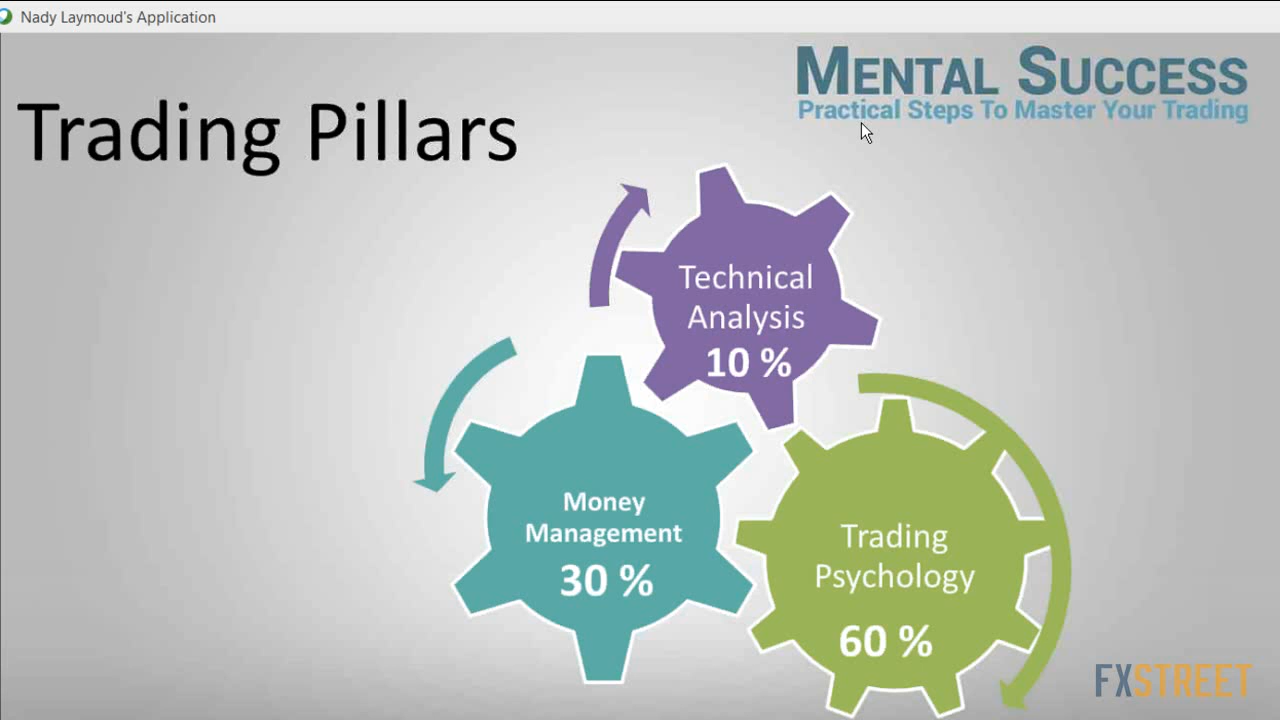 Nady Laymoud's Application
MENTAL SUCCESS
Practical Steps To Master Your Trading
Trading Pillars
Technical
Analysis
10 %
Money
Management
30 %
Trading
Psychology
60 %
FXSTREET